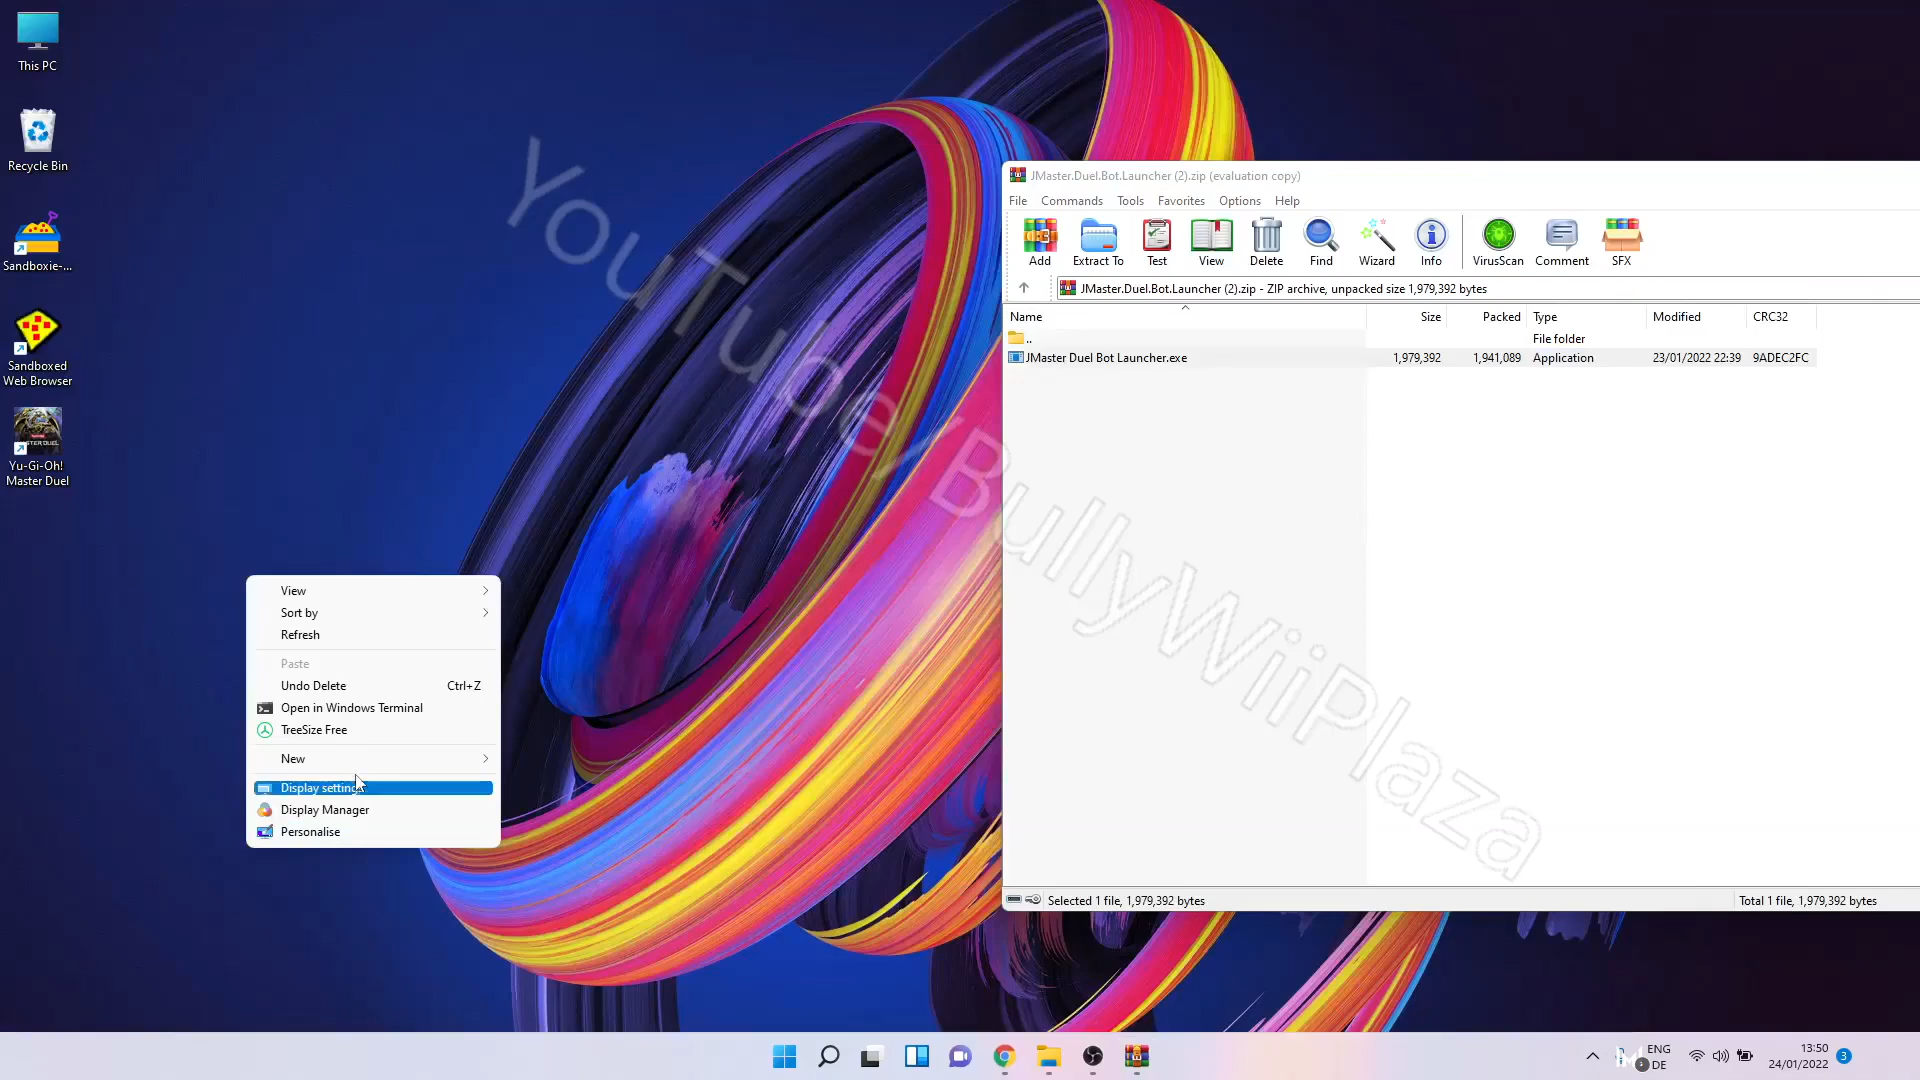 This PC
Recycle Bin
Sandboxie-...
Sandboxed
Web Browser
Yu-Gi-Oh!
Master Duel
JMaster.Duel.Bot.Launcher (2).zip (evaluation copy)
File Commands Tools Favorites Options Help
Add Extract To Test View Delete Find Wizard Info VirusScan Comment SFX
JMaster.Duel.Bot.Launcher (2).zip - ZIP archive, unpacked size 1,979,392 bytes
Name Size Packed Type Modified CRC32
.. File folder
JMaster Duel Bot Launcher.exe 1,979,392 1,941,089 Application 23/01/2022 22:39 9ADEC2FC
Selected 1 file, 1,979,392 bytes Total 1 file, 1,979,392 bytes
YouTube: BullyWiiPlaza
View
Sort by
Refresh
Paste
Undo Delete Ctrl+Z
Open in Windows Terminal
TreeSize Free
New
Display settings
Display Manager
Personalise
ENG
DE
13:50
24/01/2022
3